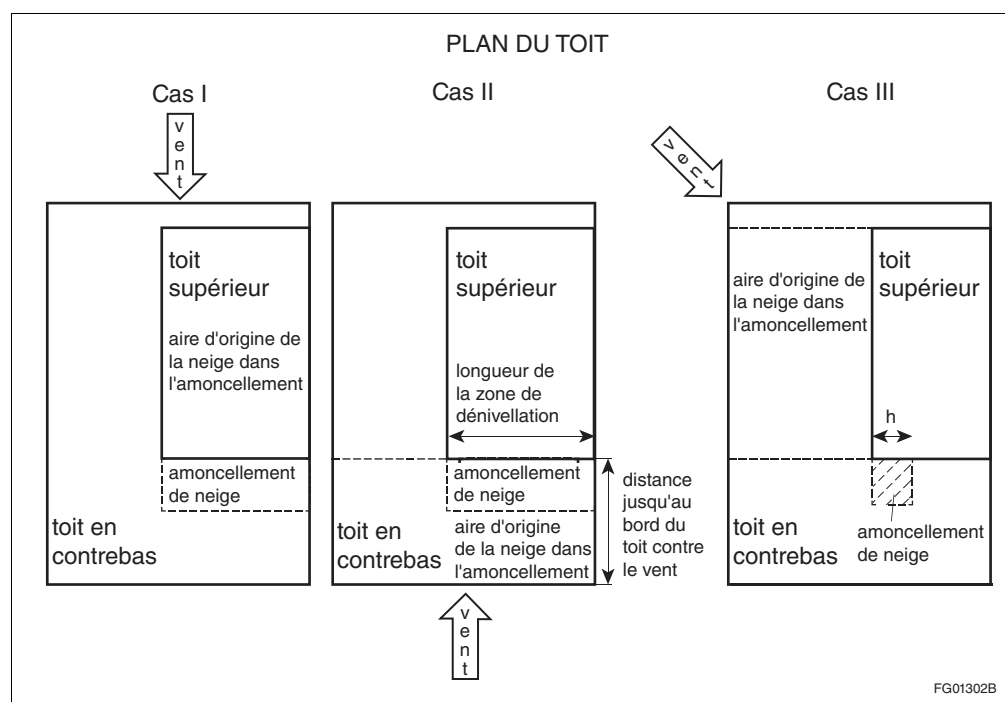 PLAN DU TOIT
Cas I
vent
toit
supérieur
aire d'origine de
la neige dans
l'amoncellement
amoncellement
de neige
toit en
contrebas
Cas II
toit
supérieur
longueur de
la zone de
dénivellation
amoncellement
de neige
aire d'origine
de la neige dans
l'amoncellement
toit en
contrebas
distance
jusqu'au
bord du
toit contre
le vent
vent
Cas III
vent
aire d'origine de
la neige dans
l'amoncellement
toit
supérieur
h
toit en
contrebas
amoncellement
de neige
FG01302B